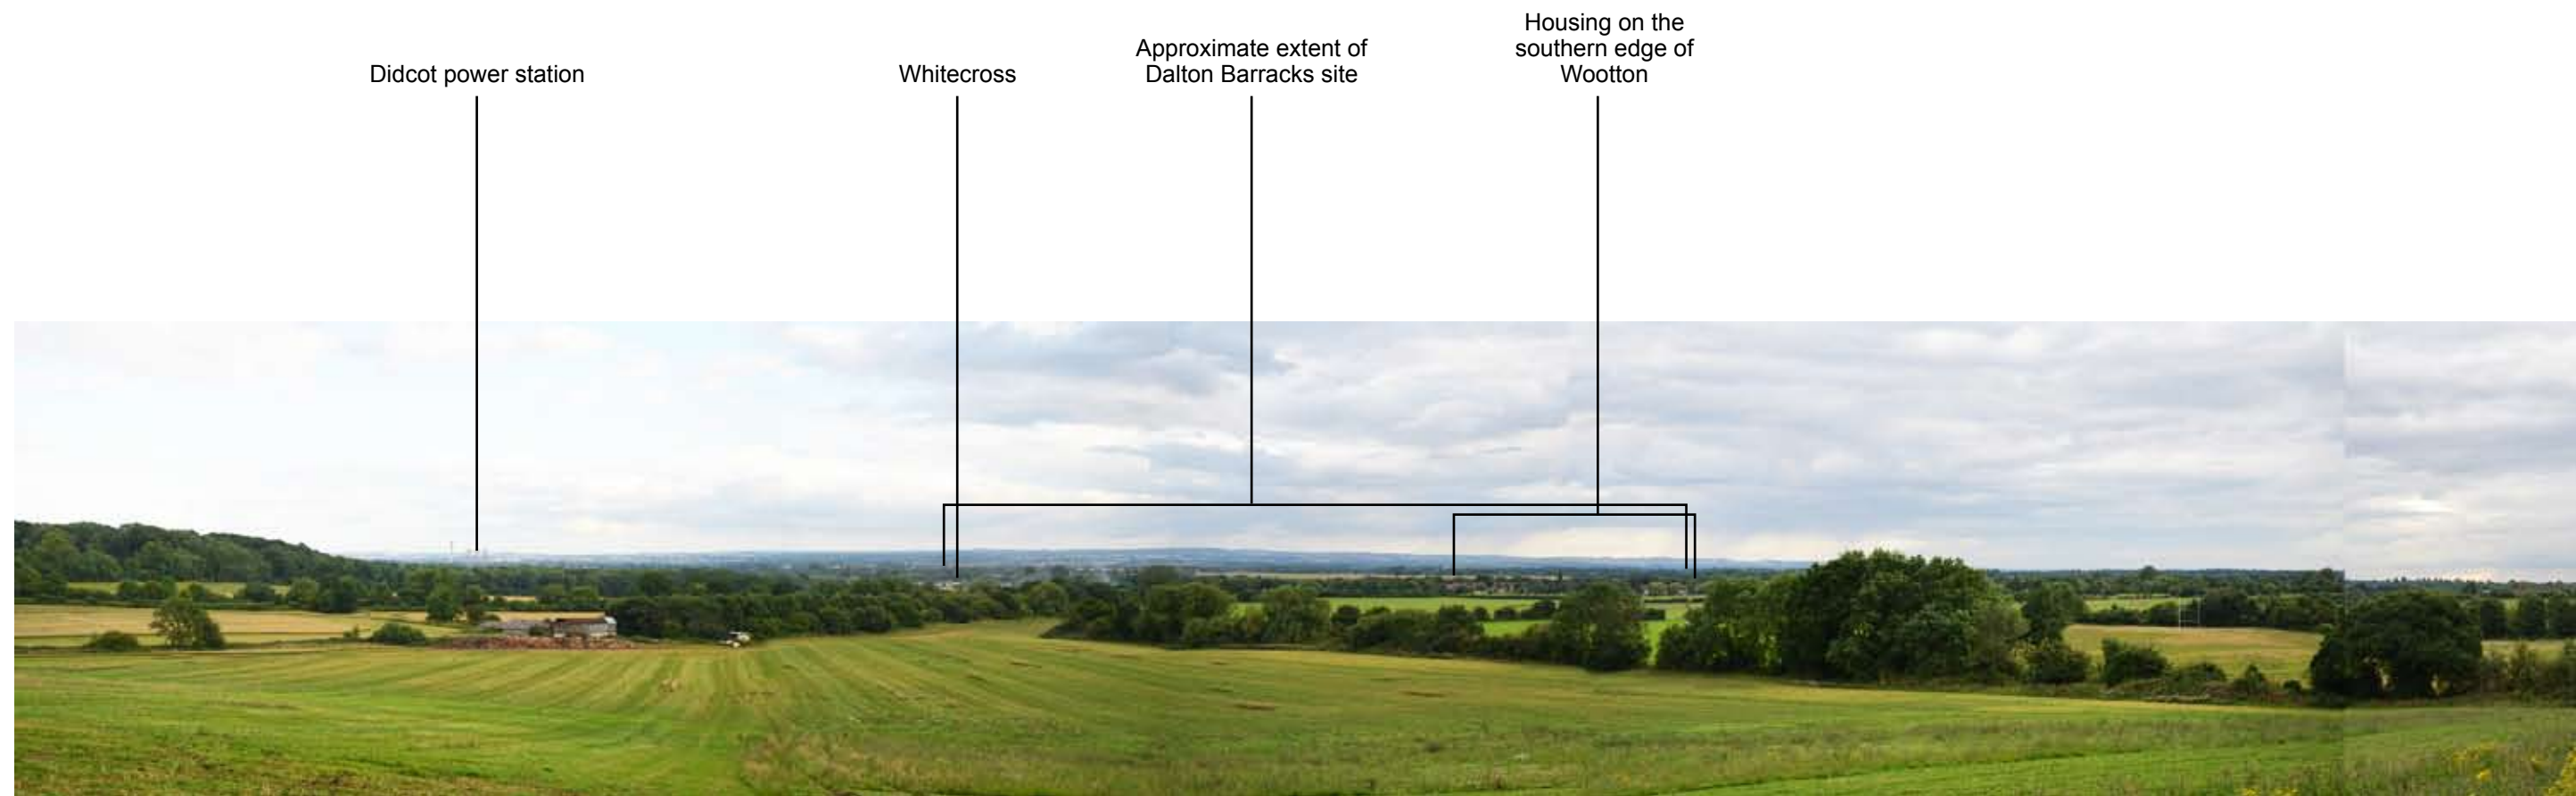 Didcot power station
Whitecross
Approximate extent of
Dalton Barracks site
Housing on the
southern edge of
Wootton